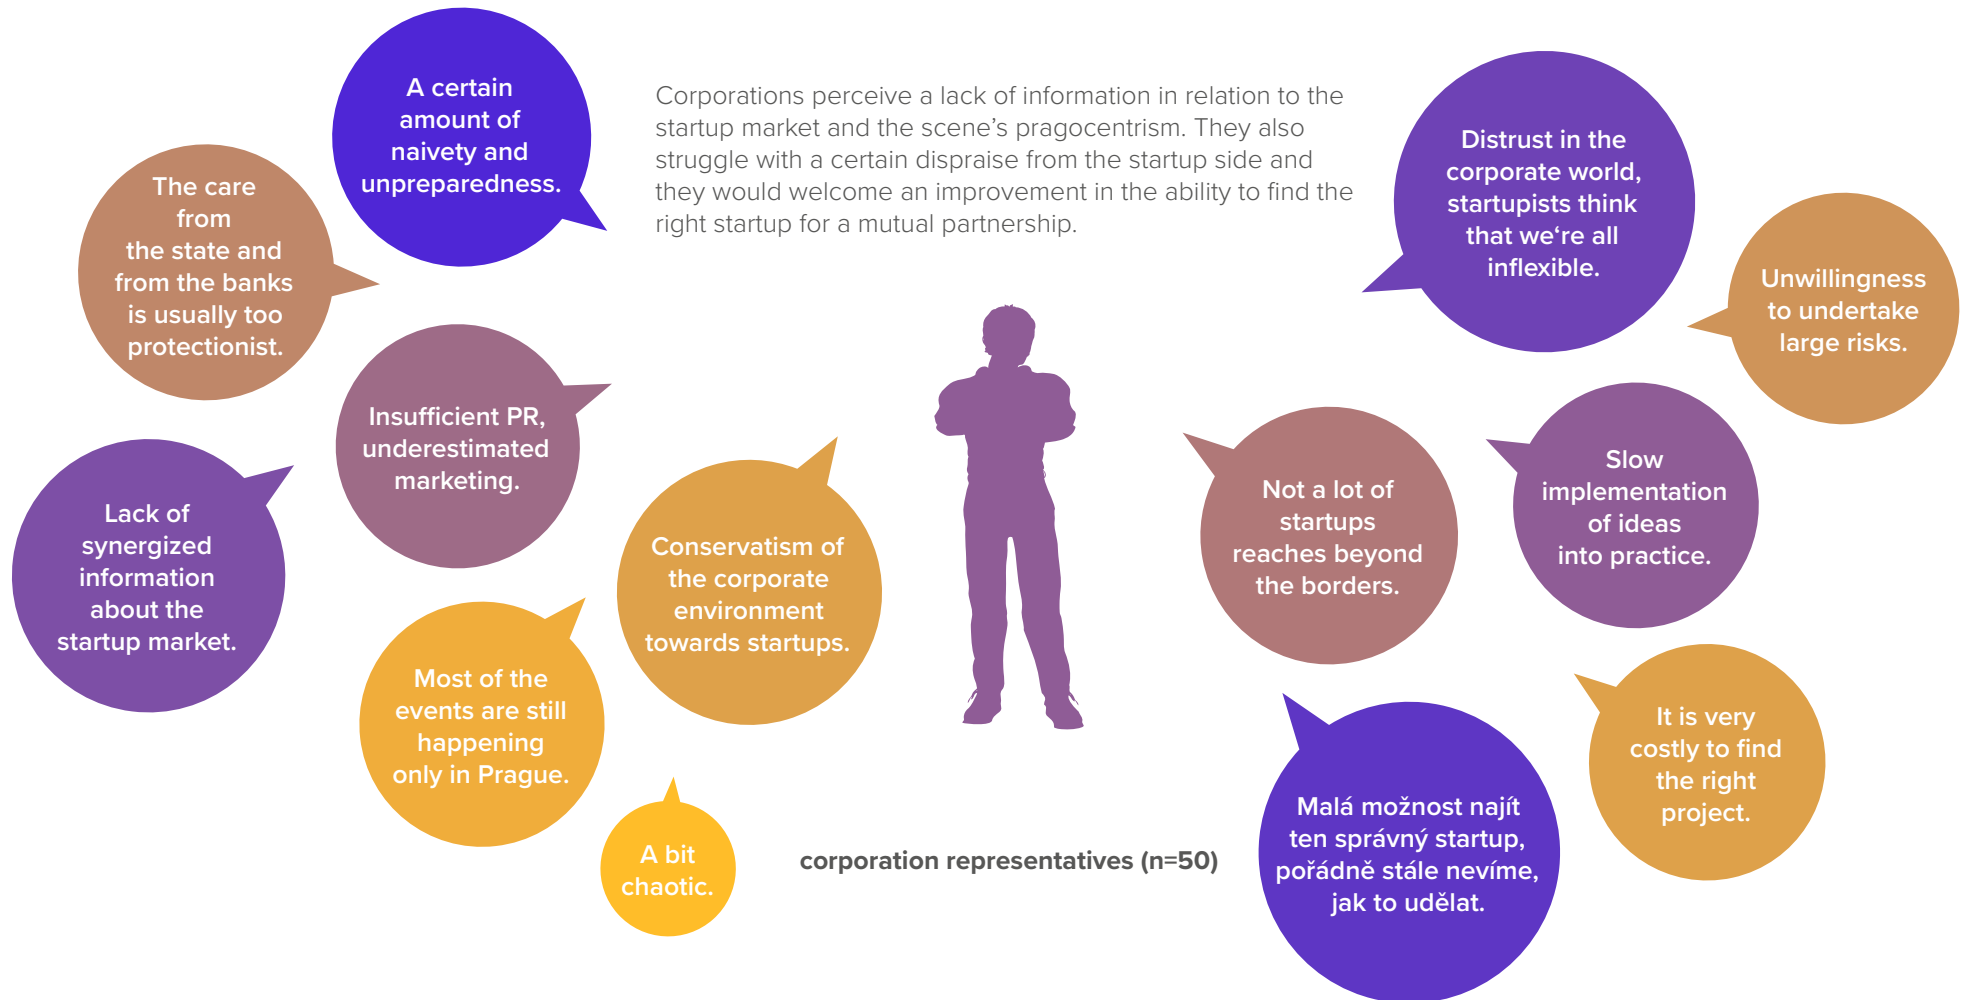 A certain
amount of
naivety and
unpreparedness.
Corporations perceive a lack of information in relation to the
startup market and the scene’s pragocentrism. They also
struggle with a certain dispraise from the startup side and
they would welcome an improvement in the ability to find the
right startup for a mutual partnership.
Distrust in the
corporate world,
startupists think
that we‘re all
inflexible.
The care
from
the state and
from the banks
is usually too
protectionist.
Unwillingness
to undertake
large risks.
Insufficient PR,
underestimated
marketing.
Lack of
synergized
information
about the
startup market.
Conservatism of
the corporate
environment
towards startups.
Not a lot of
startups
reaches beyond
the borders.
Slow
implementation
of ideas
into practice.
Most of the
events are still
happening
only in Prague.
It is very
costly to find
the right
project.
A bit
chaotic.
corporation representatives (n=50)
Malá možnost najít
ten správný startup,
pořádně stále nevíme,
jak to udělat.